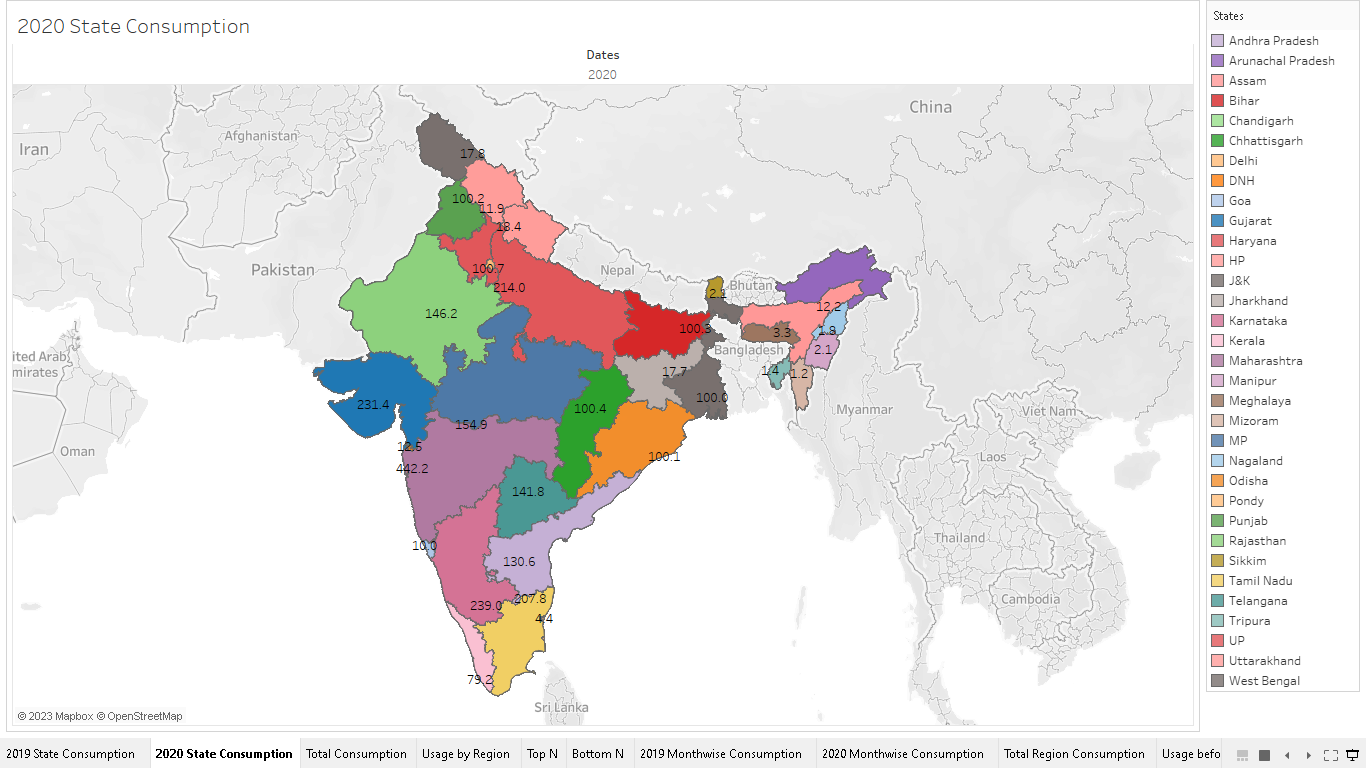 2020 State Consumption
Dates
2020
China
Afghanistan
Iran
17.8
100.2
11.9
18.4
Pakistan
100.7
Nepal
214.0
2.1
Bhutan
12.2
146.2
100.3
3.3
1.9
Bangladesh
2.1
ited Arab
mirates
17.7
1.4
1.2
231.4
100.4
100.0
Myanmar
Viet Nam
154.9
12.5
Oman
442.2
100.1
Laos
141.8
10.0
Thailand
130.6
239.0
207.8
4.4
Cambodia
79.2
Sri Lanka
© 2023 Mapbox © OpenStreetMap
States
Andhra Pradesh
Arunachal Pradesh
Assam
Bihar
Chandigarh
Chhattisgarh
Delhi
DNH
Goa
Gujarat
Haryana
HP
J&K
Jharkhand
Karnataka
Kerala
Maharashtra
Manipur
Meghalaya
Mizoram
MP
Nagaland
Odisha
Pondy
Punjab
Rajasthan
Sikkim
Tamil Nadu
Telangana
Tripura
UP
Uttarakhand
West Bengal
2019 State Consumption 2020 State Consumption Total Consumption Usage by Region Top N Bottom N 2019 Monthwise Consumption 2020 Monthwise Consumption Total Region Consumption Usage befo